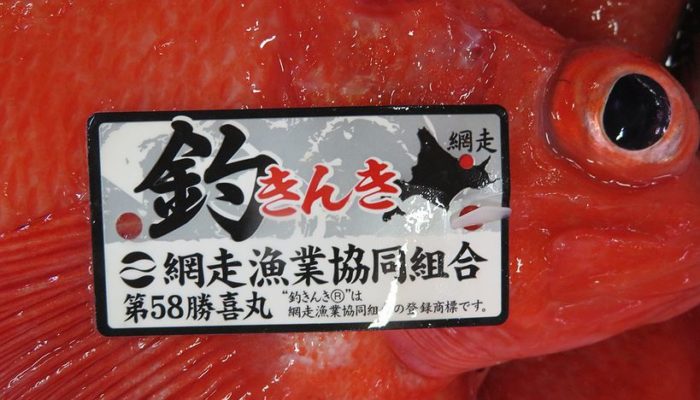 釣きんき
網走
網走漁業協同組合
第58勝喜丸
“釣きんき®”は
網走漁業協同組 の登録商標です。